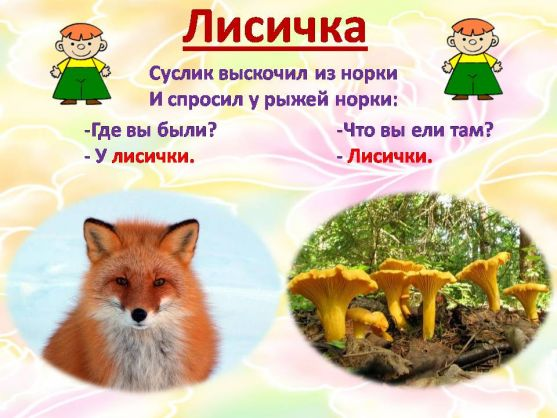 Лисичка
Суслик выскочил из норки
И спросил у рыжей норки:
-Где вы были?
- У лисички.
-Что вы ели там?
- Лисички.